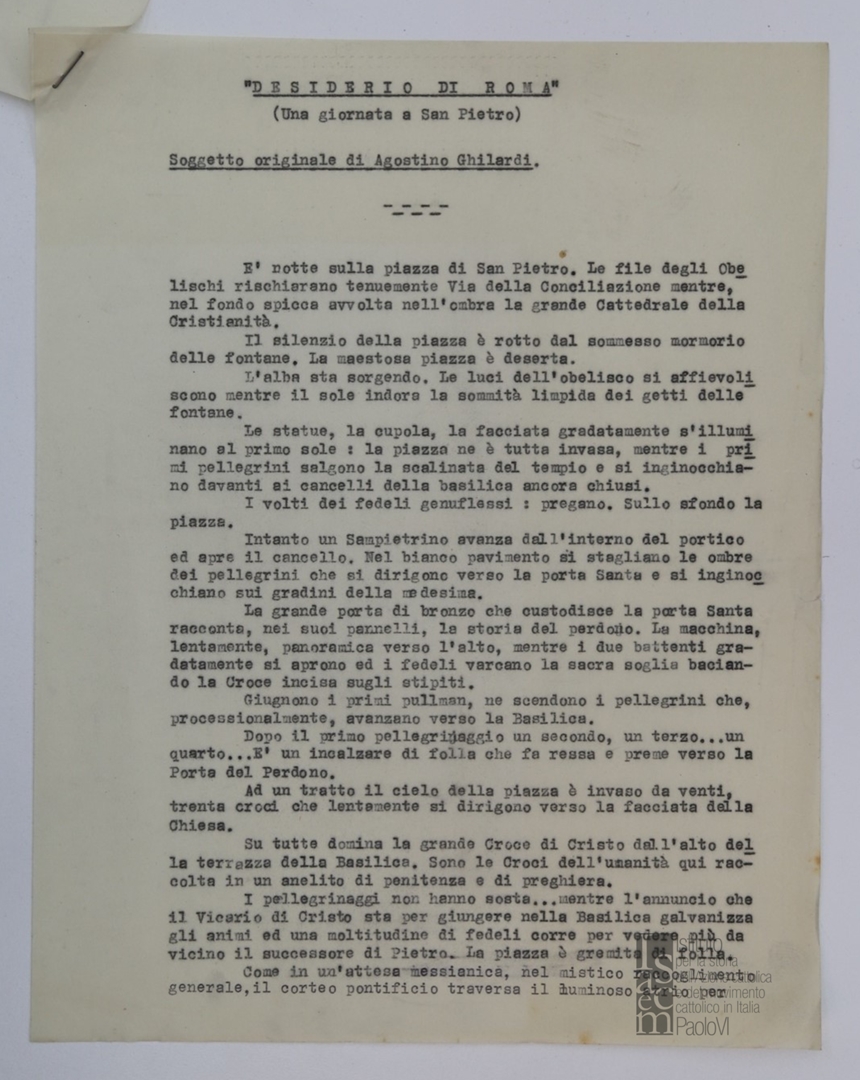 "DESIDERIO DI ROMA"
(Una giornata a San Pietro)
Soggetto originale di Agostino Ghilardi.
E' notte sulla piazza di San Pietro. Le file degli Obe
lischi rischiarano tenuemente Via della Conciliazione mentre,
nel fondo spicca avvolta nell'ombra la grande Cattedrale della
Cristianità.
Il silenzio della piazza è rotto dal sommesso mormorio
delle fontane. La maestosa piazza è deserta.
L'alba sta sorgendo. Le luci dell'obelisco si affievoli
scono mentre il sole indora la sommità limpida dei getti delle
fontane.
Le statue, la cupola, la facciata gradatamente s'illumi
nano al primo sole : la piazza ne è tutta invasa, mentre i pri
mi pellegrini salgono la scalinata del tempio e si inginocchia-
no davanti ai cancelli della basilica ancora chiusi.
I volti dei fedeli genuflessi : pregano. Sullo sfondo la
piazza.
Intanto un Sampietrino avanza dall'interno del portico
ed apre il cancello. Nel bianco pavimento si stagliano le ombre
dei pellegrini che si dirigono verso la porta Santa e si inginoc
chiano sui gradini della medesima.
La grande porta di bronzo che custodisce la porta Santa
racconta, nei suoi pannelli, la storia del perdono. La macchina,
lentamente, panoramica verso l'alto, mentre i due battenti gra-
datamente si aprono ed i fedeli varcano la sacra soglia bacian-
do la Croce incisa sugli stipiti.
Giugnono i primi pullman, ne scendono i pellegrini che,
processionalmente, avanzano verso la Basilica.
Dopo il primo pellegrinaggio un secondo, un terzo...un
quarto...E' un incalzare di folla che fa ressa e preme verso la
Porta del Perdono.
Ad un tratto il cielo della piazza è invaso da venti,
trenta croci che lentamente si dirigono verso la facciata della
Chiesa.
Su tutte domina la grande Croce di Cristo dall'alto del
la terrazza della Basilica. Sono le Croci dell'umanità qui rac-
colta in un anelito di penitenza e di preghiera.
I pellegrinaggi non hanno sosta...mentre l'annuncio che
il Vicario di Cristo sta per giungere nella Basilica galvanizza
gli animi ed una moltitudine di fedeli corre per vedere più da
vicino il successore di Pietro. La piazza è gremita di folla.
Come in un'attesa messianica, nel mistico raccoglimento
generale,il corteo pontificio traversa il luminoso atrio per
Isacem
Istituto
per la storia
dell'Azione cattolica
e del movimento
cattolico in Italia
PaoloVI